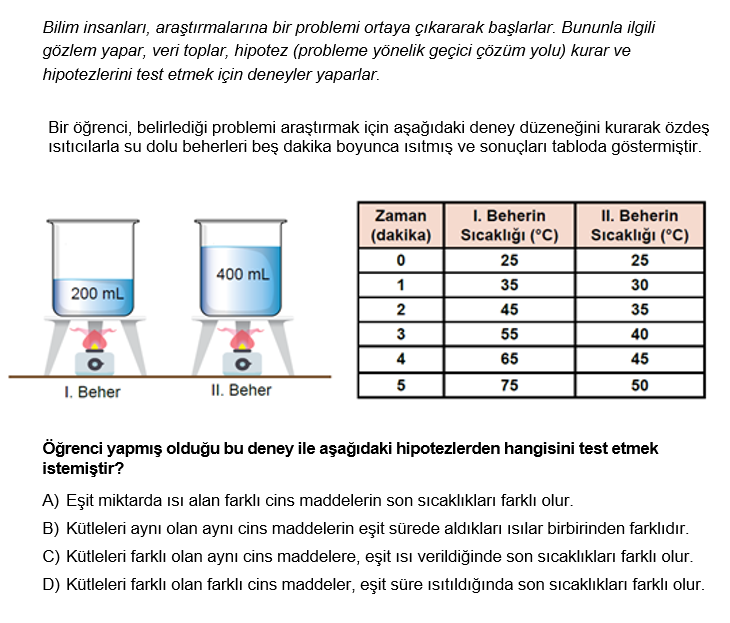 Bilim insanları, araştırmalarına bir problemi ortaya çıkararak başlarlar. Bununla ilgili
gözlem yapar, veri toplar, hipotez (probleme yönelik geçici çözüm yolu) kurar ve
hipotezlerini test etmek için deneyler yaparlar.
Bir öğrenci, belirlediği problemi araştırmak için aşağıdaki deney düzeneğini kurarak özdeş
ısıtıcılarla su dolu beherleri beş dakika boyunca ısıtmış ve sonuçları tabloda göstermiştir.
200 mL
400 mL
I. Beher
II. Beher
Zaman (dakika) I. Beherin Sıcaklığı (°C) II. Beherin Sıcaklığı (°C)
0 25 25
1 35 30
2 45 35
3 55 40
4 65 45
5 75 50
Öğrenci yapmış olduğu bu deney ile aşağıdaki hipotezlerden hangisini test etmek
istemiştir?
A) Eşit miktarda ısı alan farklı cins maddelerin son sıcaklıkları farklı olur.
B) Kütleleri aynı olan aynı cins maddelerin eşit sürede aldıkları ısılar birbirinden farklıdır.
C) Kütleleri farklı olan aynı cins maddelere, eşit ısı verildiğinde son sıcaklıkları farklı olur.
D) Kütleleri farklı olan farklı cins maddeler, eşit süre ısıtıldığında son sıcaklıkları farklı olur.